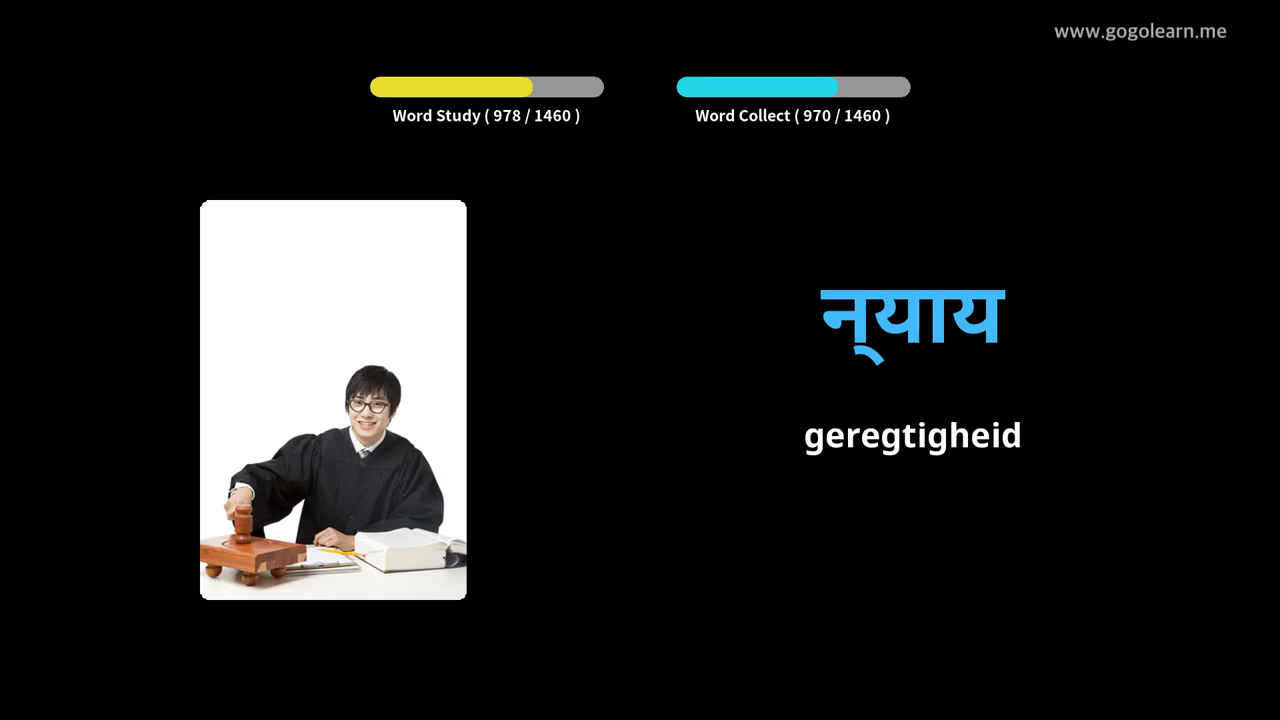 www.gogolearn.me
Word Study ( 978 / 1460 )
Word Collect ( 970 / 1460 )
न्याय
geregtigheid